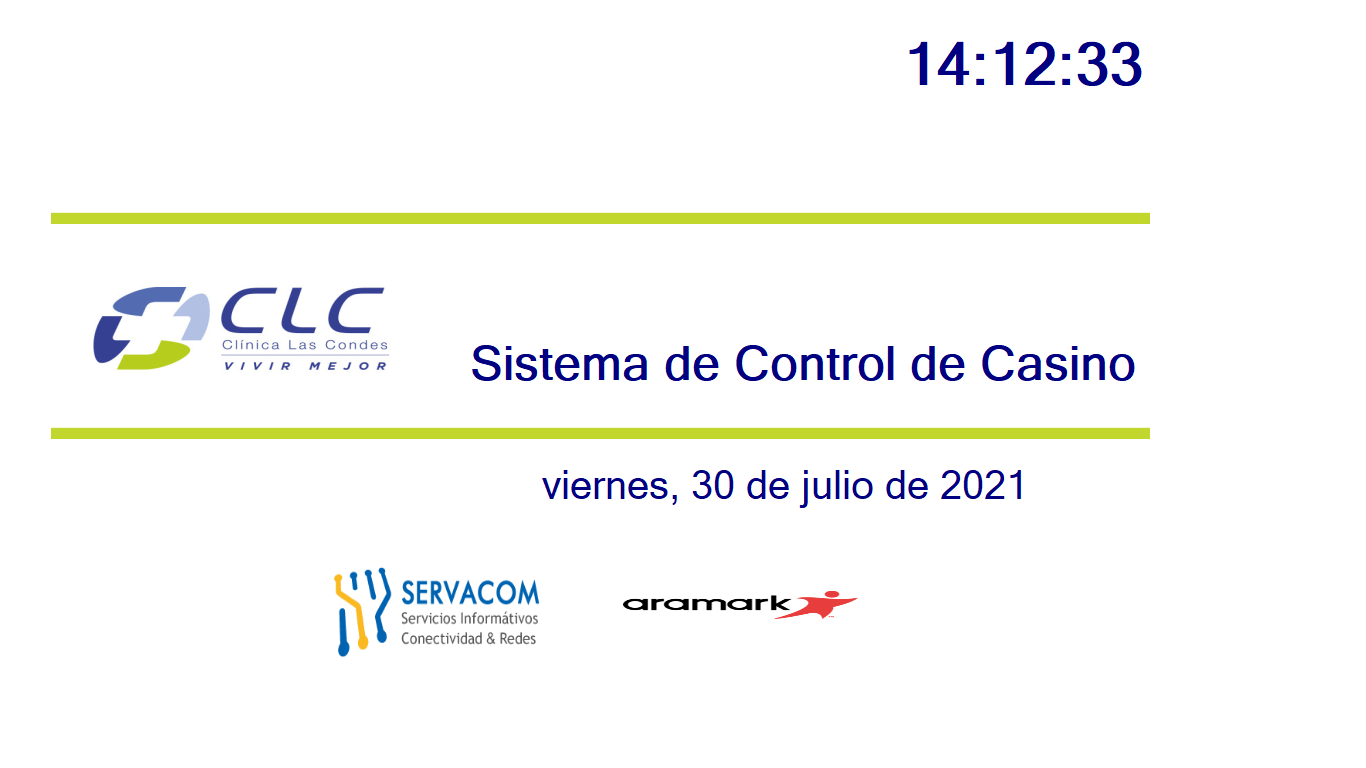 14:12:33
CLC
Clínica Las Condes
VIVIR MEJOR
Sistema de Control de Casino
viernes, 30 de julio de 2021
SERVACOM
Servicios Informátivos
Conectividad & Redes
aramark